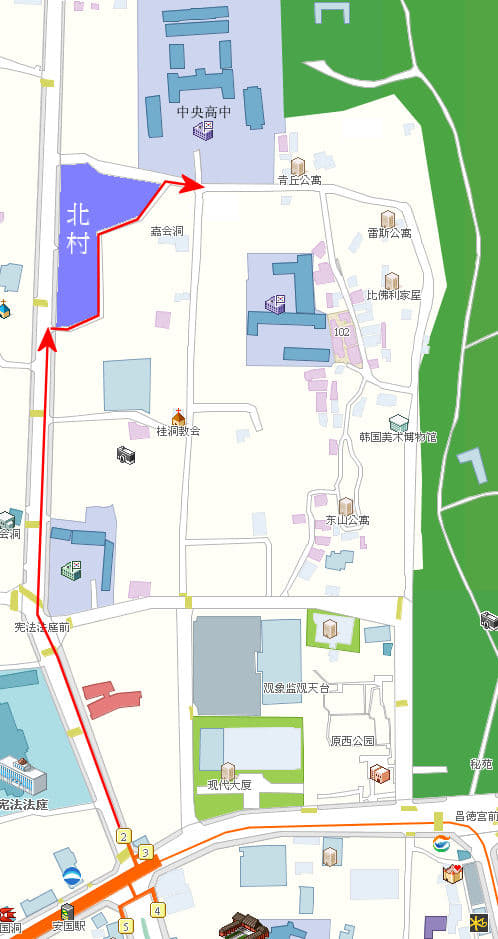 中央高中
青丘公寓
北
村
嘉会洞
雷斯公寓
比佛利家屋
102
桂洞教会
韩国美术博物馆
东山公寓
会洞
宪法法庭前
观象监观天台
原西公园
现代大厦
秘苑
宪法法庭
昌德宫前
2
3
4
5
安国駅
国洞